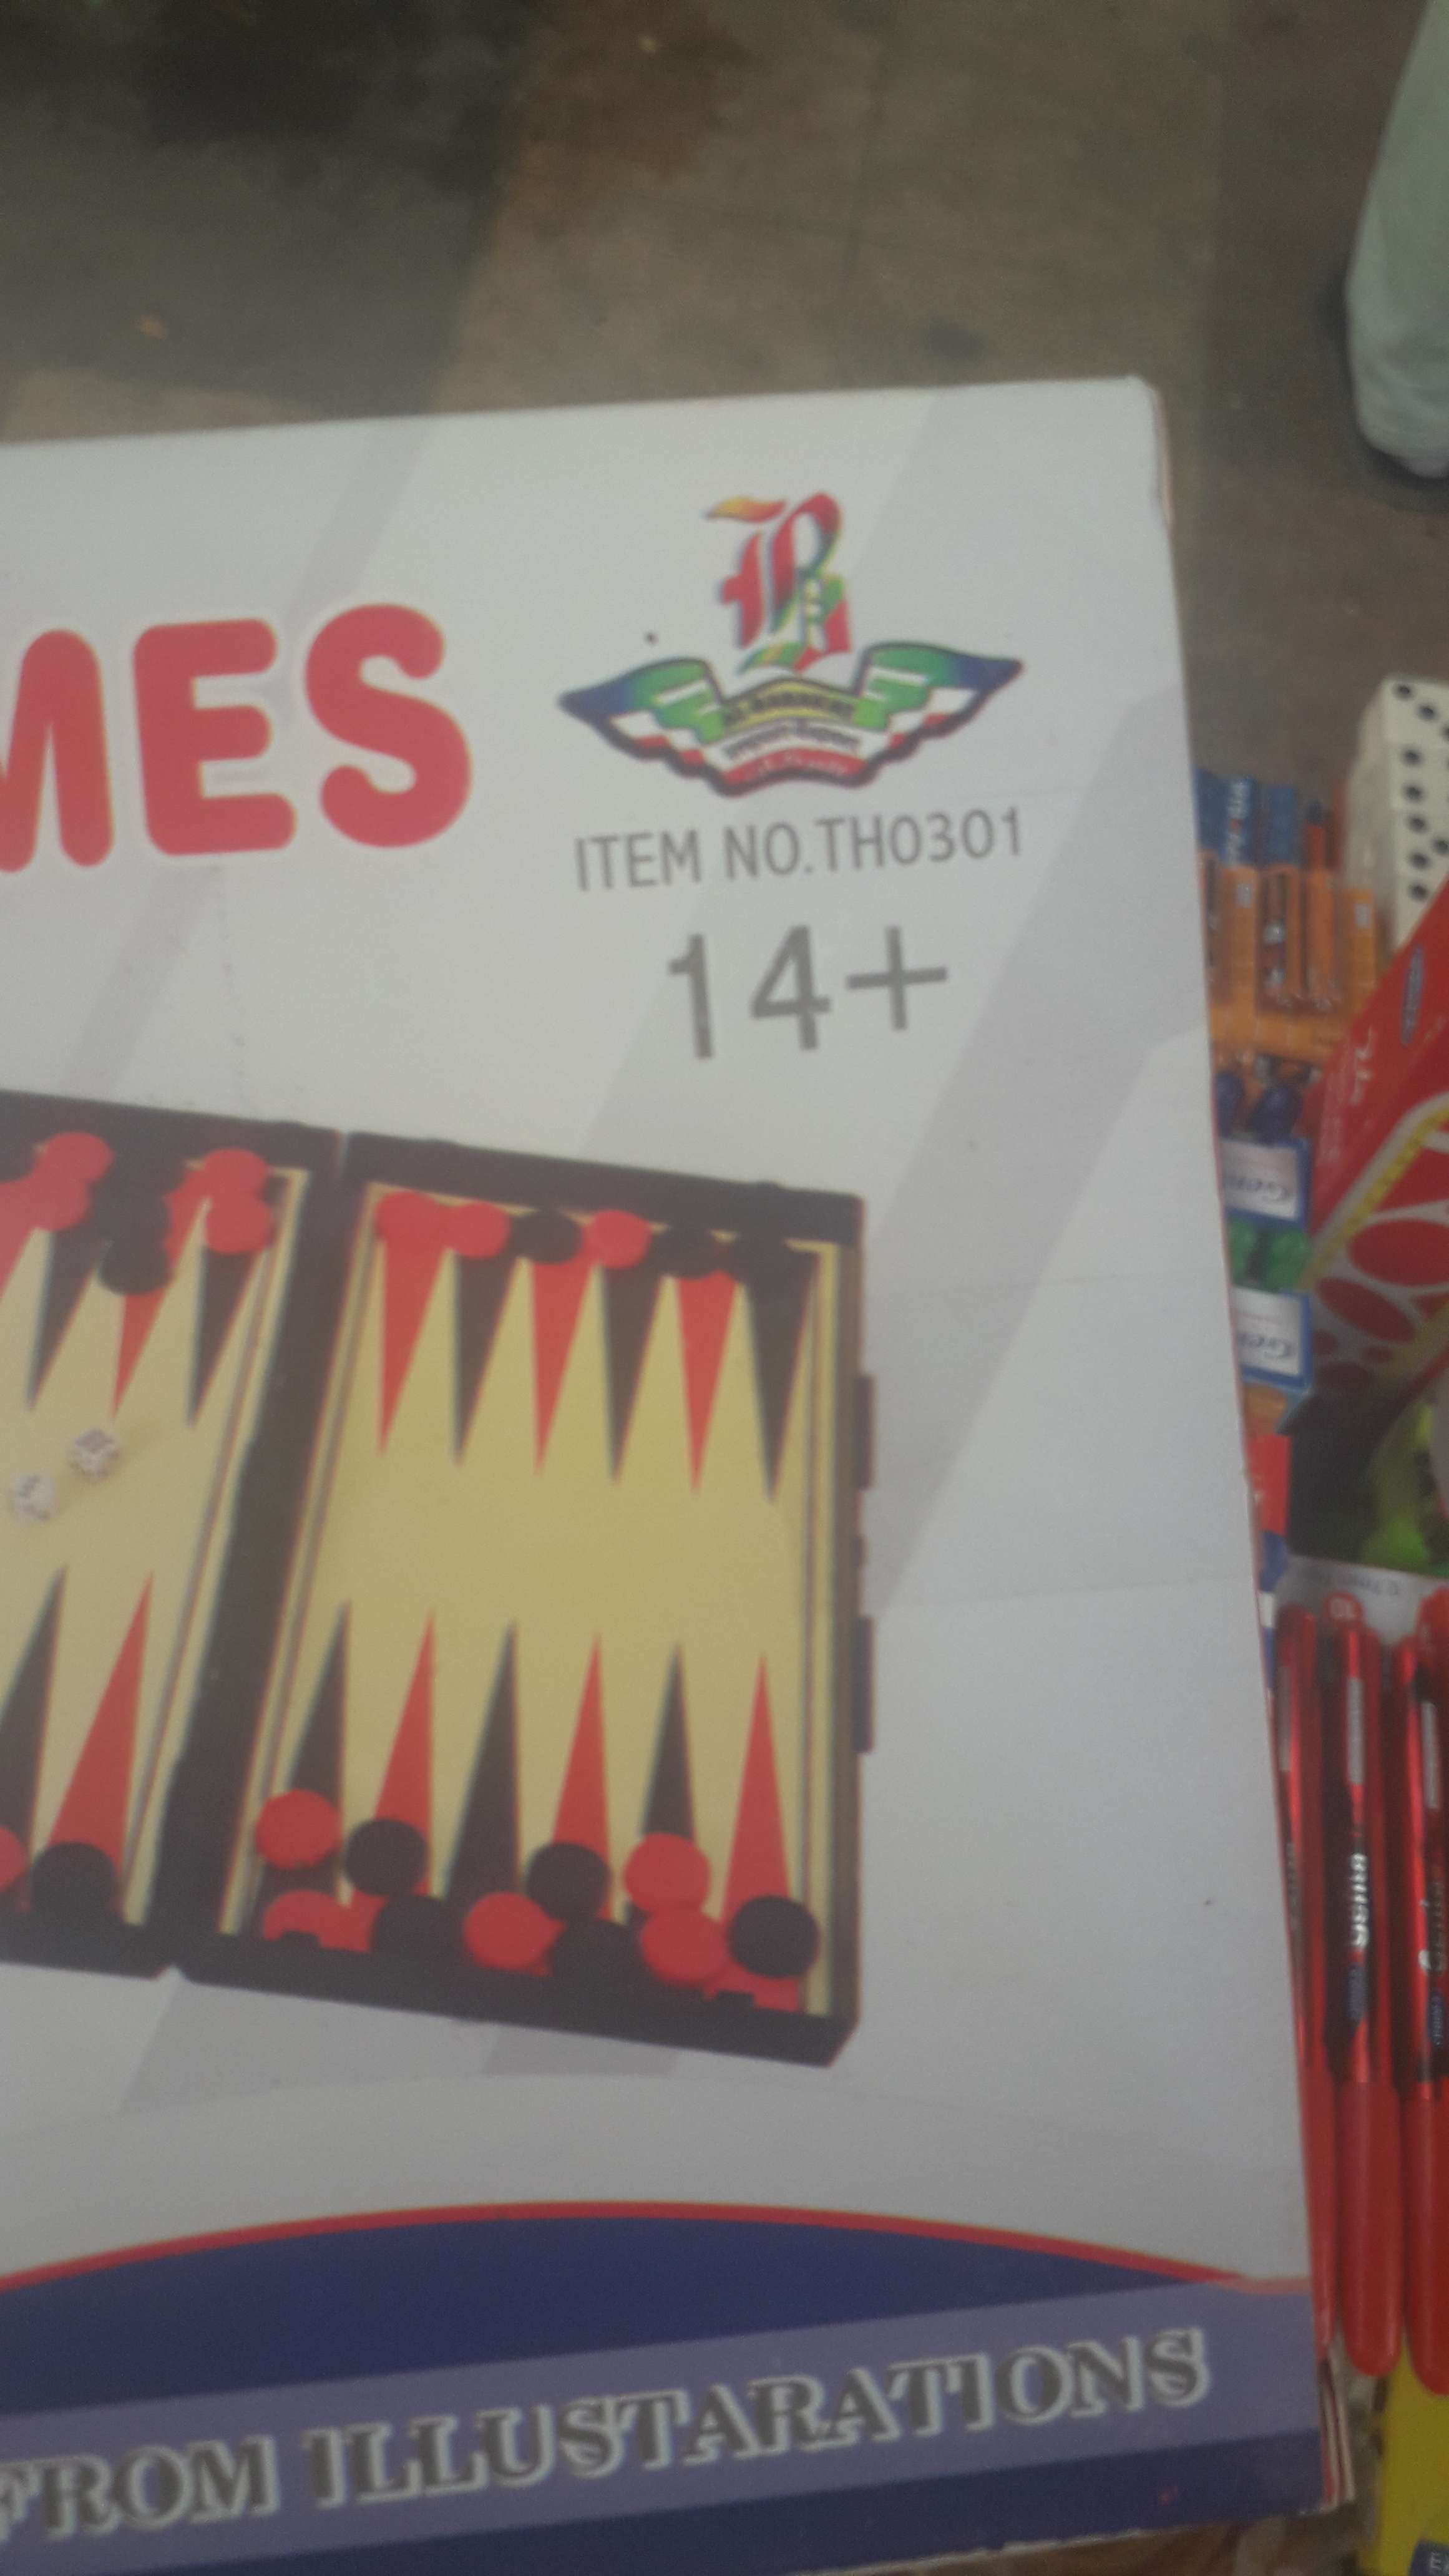 MES
ITEM NO.TH0301
14+
FROM ILLUSTARATIONS